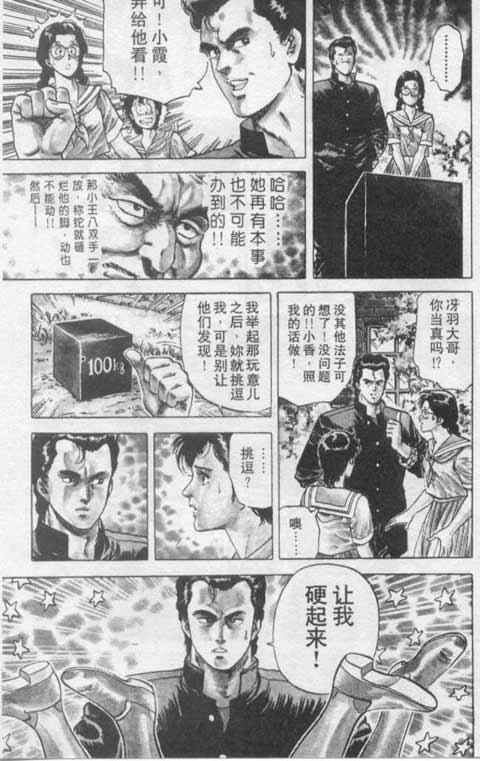 ………
可！小霞，
弄给他看！！
哈哈……
她再有本事
也不可能
办到的！！
那小王八双手一
放，称铊就砸
烂他的脚，动也
不能动！！
然后——
冴羽大哥，
你当真吗！？
没其他法子可
想了！没问题
的！！小香，照
我的话做！
噢……
我举起那玩意儿
之后，妳就挑逗
我，可是别让
他们发现！
100kg
……
挑逗？
让我
硬起来！